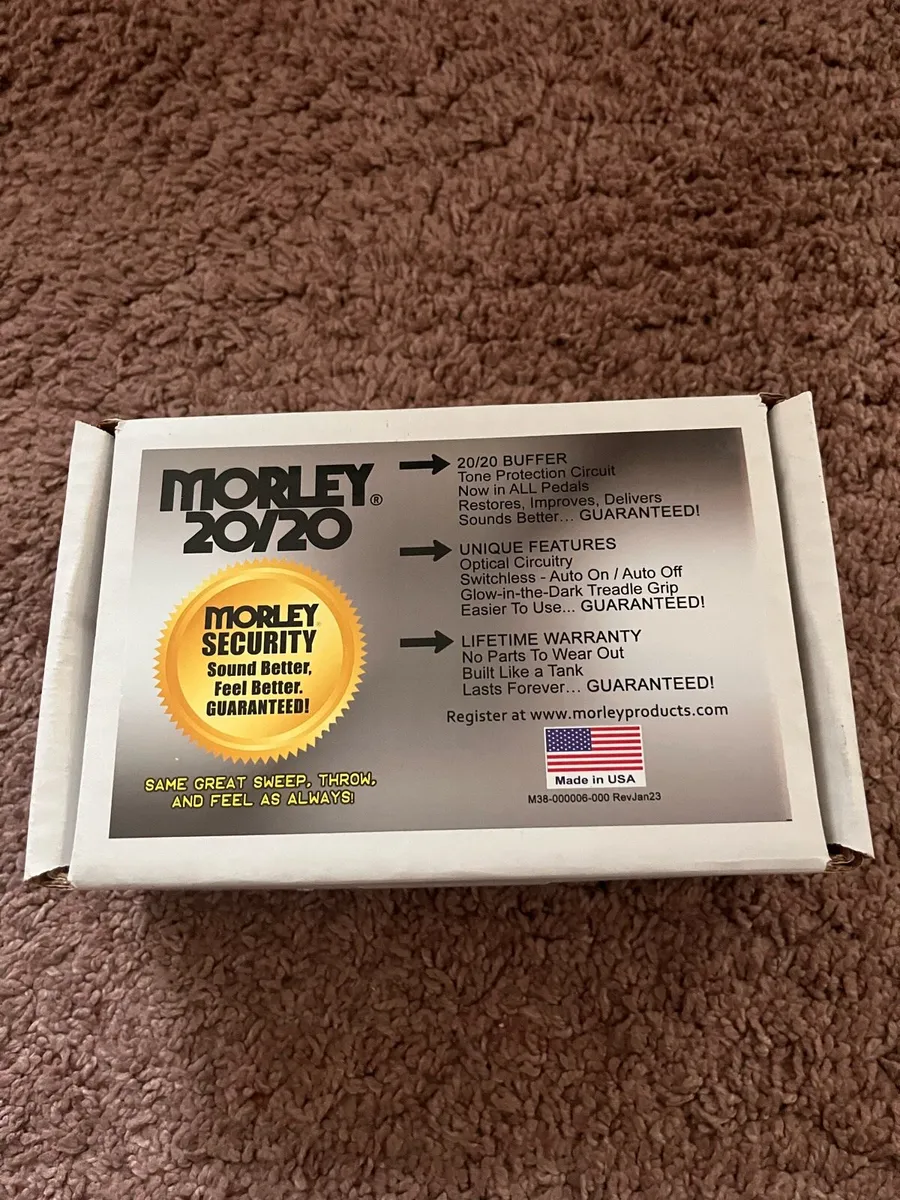 MORLEY®
20/20
MORLEY
SECURITY
Sound Better,
Feel Better.
GUARANTEED!
SAME GREAT SWEEP, THROW,
AND FEEL AS ALWAYS!
20/20 BUFFER
Tone Protection Circuit
Now in ALL Pedals
Restores, Improves, Delivers
Sounds Better... GUARANTEED!
UNIQUE FEATURES
Optical Circuitry
Switchless - Auto On / Auto Off
Glow-in-the-Dark Treadle Grip
Easier To Use... GUARANTEED!
LIFETIME WARRANTY
No Parts To Wear Out
Built Like a Tank
Lasts Forever... GUARANTEED!
Register at www.morleyproducts.com
Made in USA
M38-000006-000 RevJan23